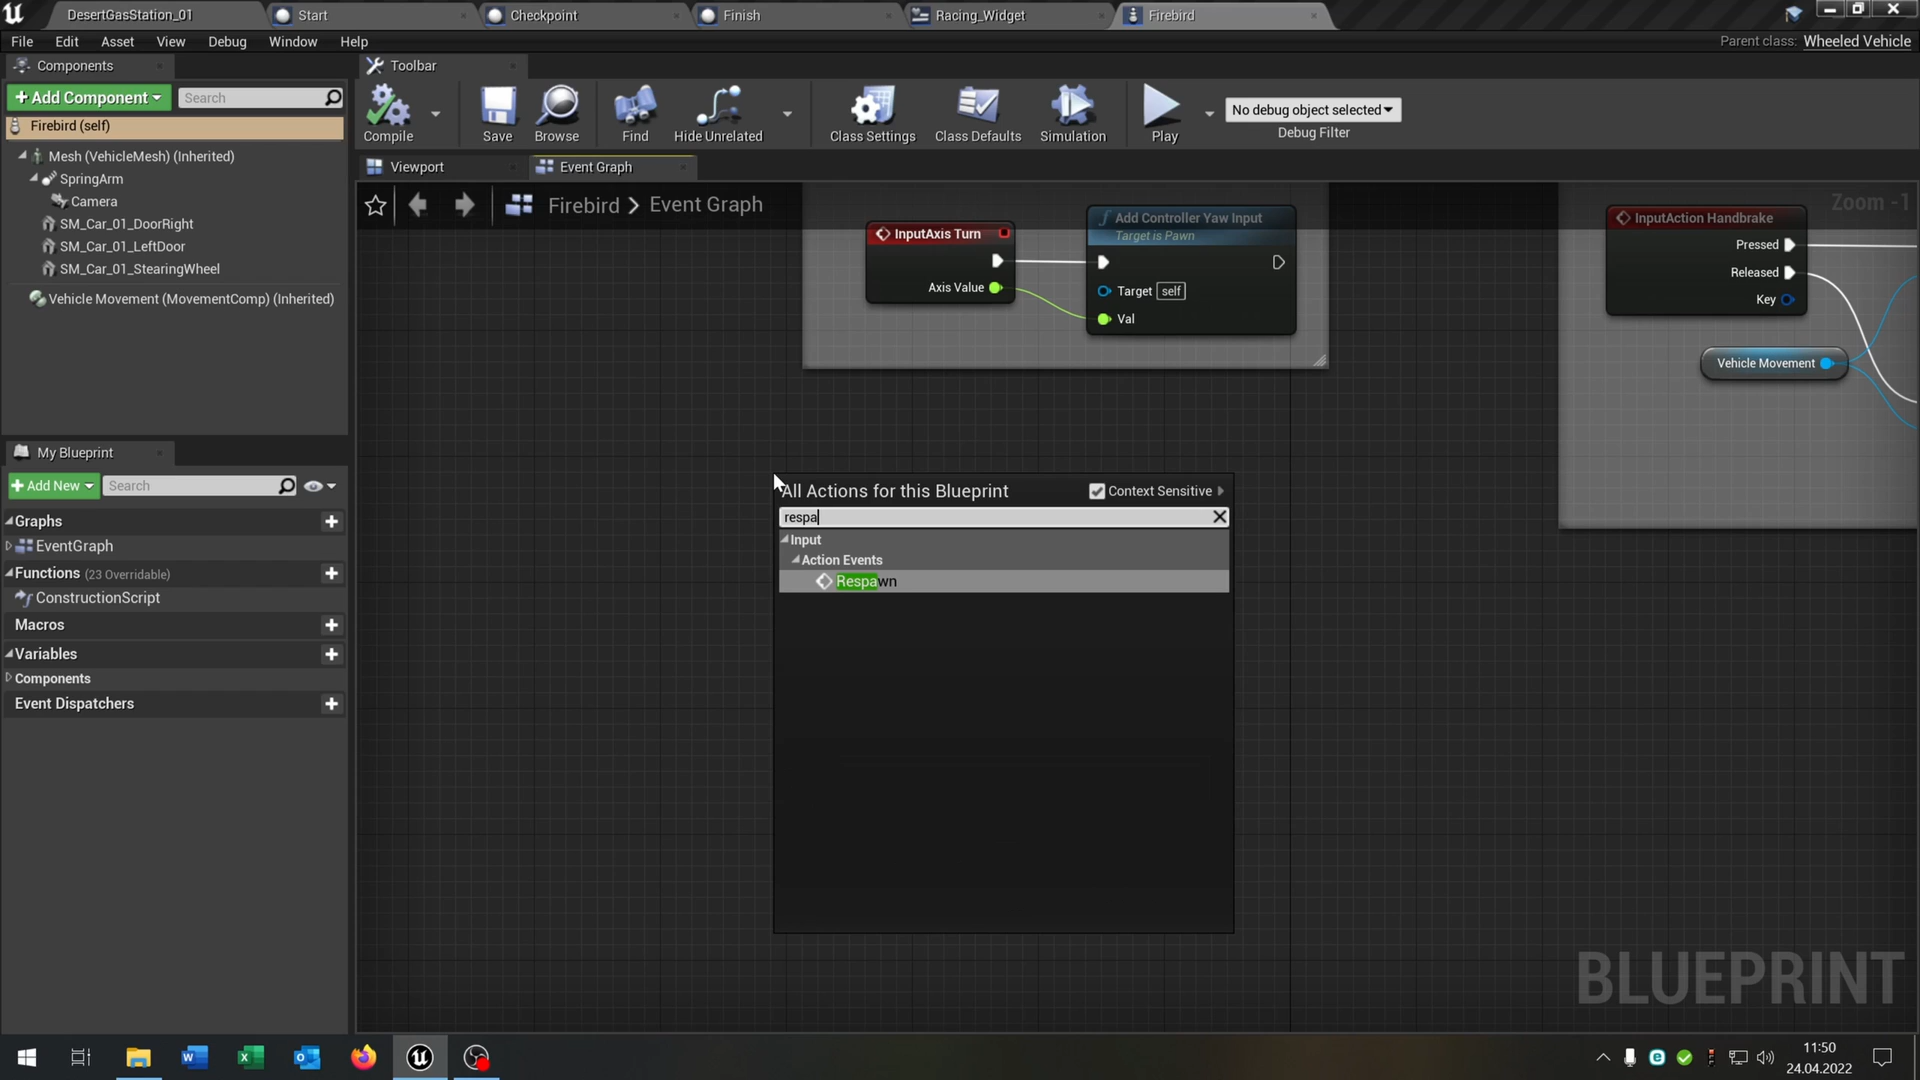 DesertGasStation_01
Start
Checkpoint
Finish
Racing_Widget
Firebird
File
Edit
Asset
View
Debug
Window
Help
Parent class: Wheeled Vehicle
Components
Toolbar
+ Add Component
Search
Compile
Save
Browse
Find
Hide Unrelated
Class Settings
Class Defaults
Simulation
Play
No debug object selected
Debug Filter
Firebird (self)
Mesh (VehicleMesh) (Inherited)
SpringArm
Camera
SM_Car_01_DoorRight
SM_Car_01_LeftDoor
SM_Car_01_StearingWheel
Vehicle Movement (MovementComp) (Inherited)
Viewport
Event Graph
Firebird > Event Graph
Zoom -1
InputAxis Turn
Axis Value
Add Controller Yaw Input
Target is Pawn
Target self
Val
InputAction Handbrake
Pressed
Released
Key
Vehicle Movement
My Blueprint
+ Add New
Search
Graphs
EventGraph
Functions (23 Overridable)
ConstructionScript
Macros
Variables
Components
Event Dispatchers
All Actions for this Blueprint
Context Sensitive
respa
Input
Action Events
Respawn
BLUEPRINT
11:50
24.04.2022